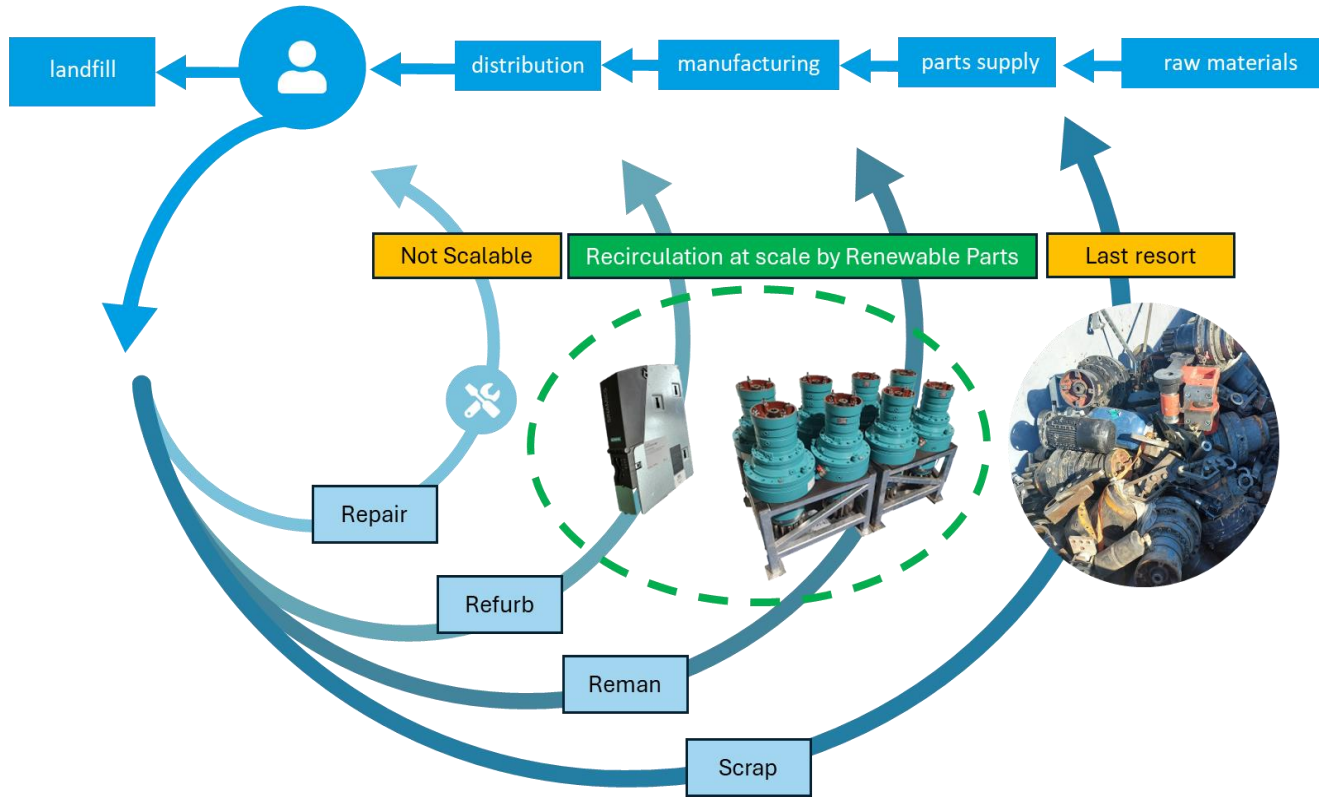 landfill
distribution
manufacturing
parts supply
raw materials
Not Scalable
Recirculation at scale by Renewable Parts
Last resort
Repair
Refurb
Reman
Scrap